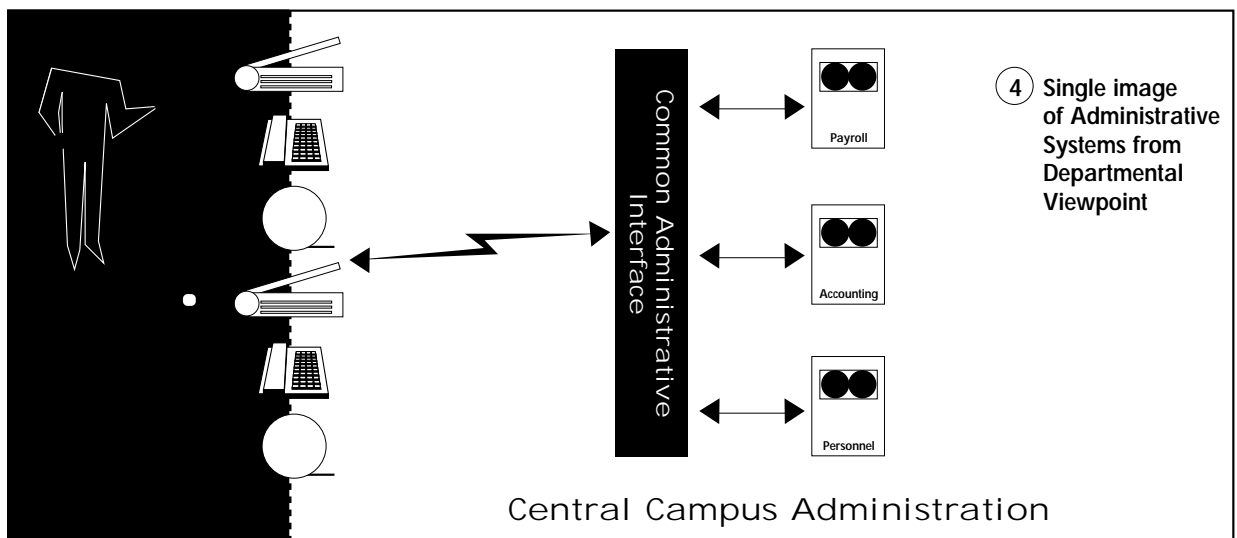 4
Single image
of Administrative
Systems from
Departmental
Viewpoint
Common Administrative
Interface
Payroll
Accounting
Personnel
Central Campus Administration